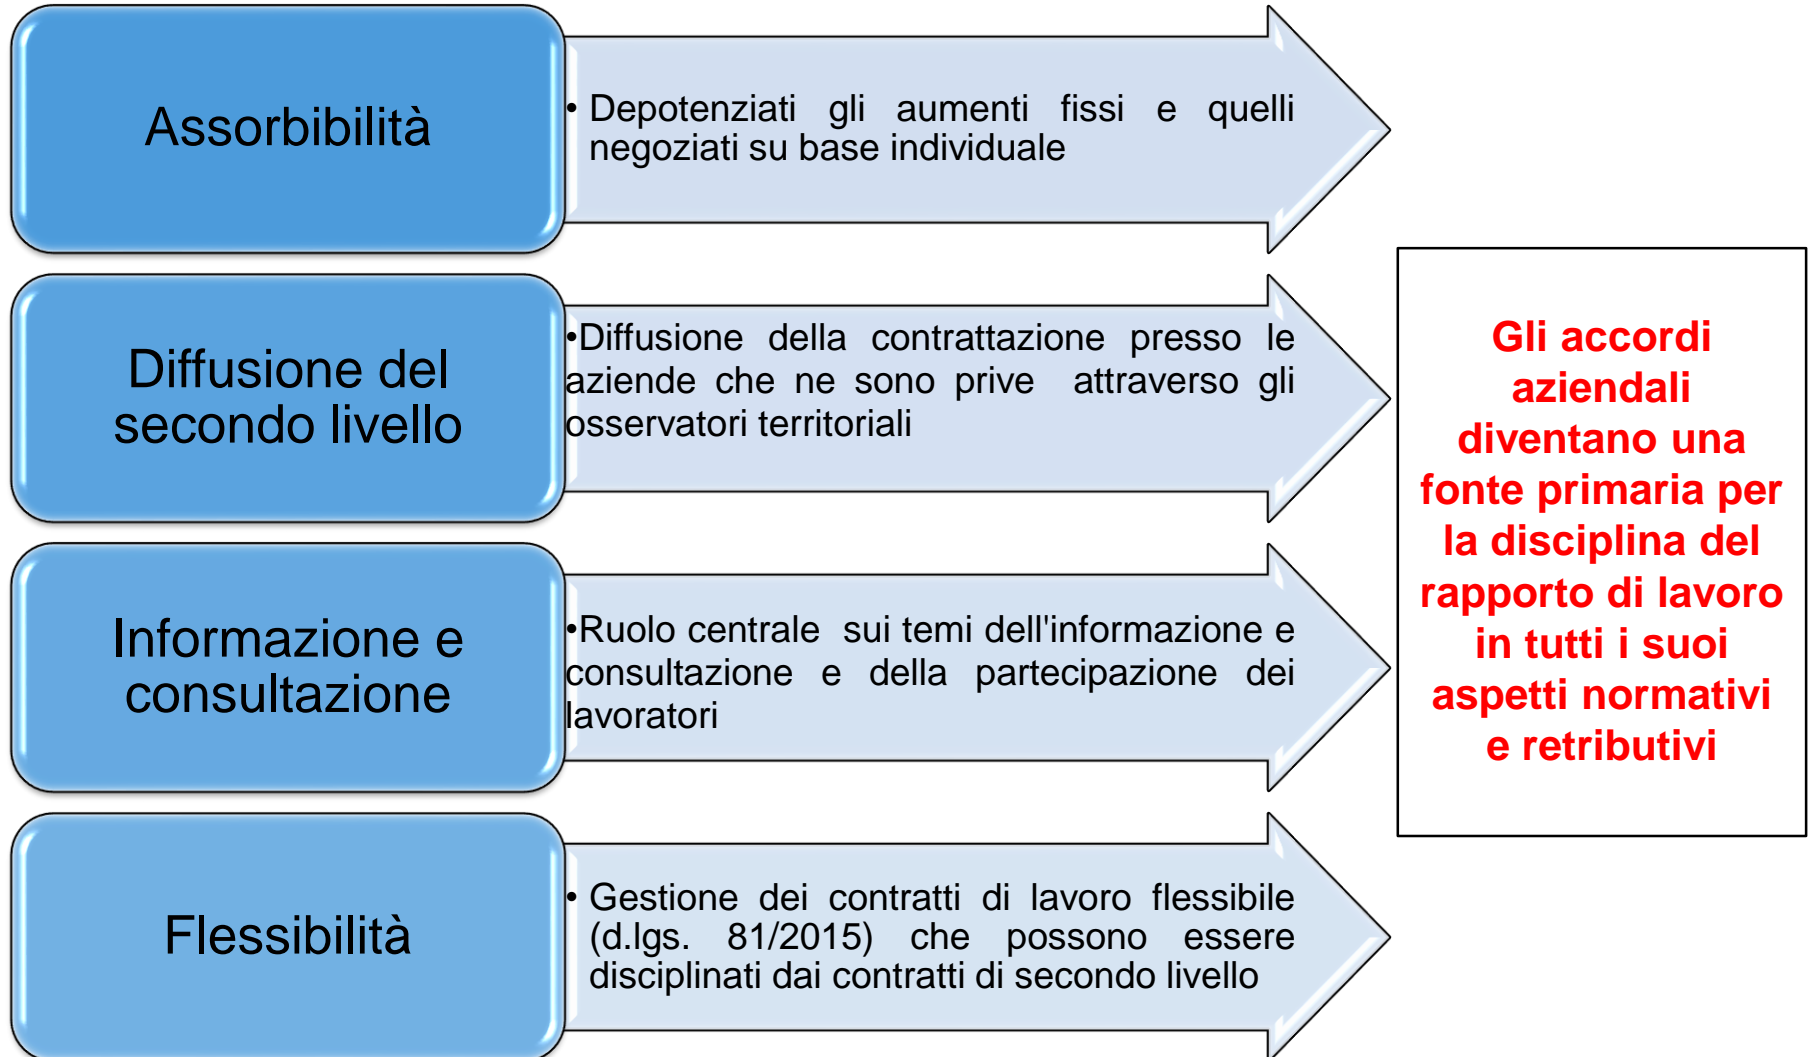 Assorbibilità
• Depotenziati gli aumenti fissi e quelli
negoziati su base individuale
Diffusione del
secondo livello
•Diffusione della contrattazione presso le
aziende che ne sono prive attraverso gli
osservatori territoriali
Informazione e
consultazione
•Ruolo centrale sui temi dell'informazione e
consultazione e della partecipazione dei
lavoratori
Flessibilità
• Gestione dei contratti di lavoro flessibile
(d.lgs. 81/2015) che possono essere
disciplinati dai contratti di secondo livello
Gli accordi
aziendali
diventano una
fonte primaria per
la disciplina del
rapporto di lavoro
in tutti i suoi
aspetti normativi
e retributivi